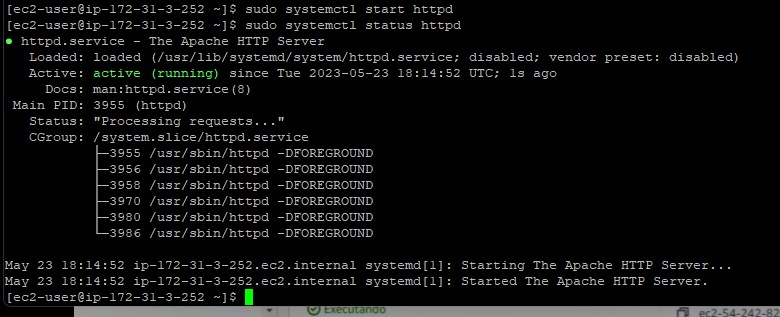 [ec2-user@ip-172-31-3-252 ~]$ sudo systemctl start httpd
[ec2-user@ip-172-31-3-252 ~]$ sudo systemctl status httpd
● httpd.service - The Apache HTTP Server
   Loaded: loaded (/usr/lib/systemd/system/httpd.service; disabled; vendor preset: disabled)
   Active: active (running) since Tue 2023-05-23 18:14:52 UTC; 1s ago
     Docs: man:httpd.service(8)
 Main PID: 3955 (httpd)
   Status: "Processing requests..."
   CGroup: /system.slice/httpd.service
           ├─3955 /usr/sbin/httpd -DFOREGROUND
           ├─3956 /usr/sbin/httpd -DFOREGROUND
           ├─3958 /usr/sbin/httpd -DFOREGROUND
           ├─3970 /usr/sbin/httpd -DFOREGROUND
           ├─3980 /usr/sbin/httpd -DFOREGROUND
           └─3986 /usr/sbin/httpd -DFOREGROUND
May 23 18:14:52 ip-172-31-3-252.ec2.internal systemd[1]: Starting The Apache HTTP Server...
May 23 18:14:52 ip-172-31-3-252.ec2.internal systemd[1]: Started The Apache HTTP Server.
[ec2-user@ip-172-31-3-252 ~]$
Executando ec2-54-242-82